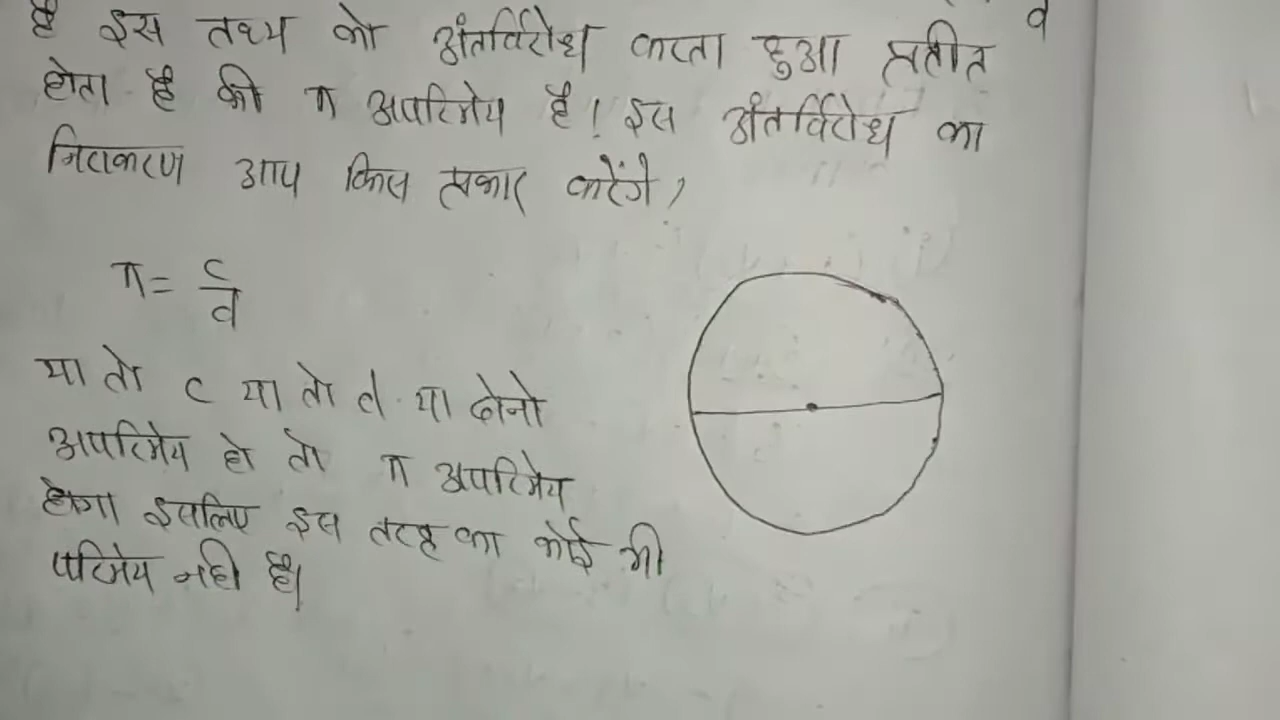 है इस तथ्य को अंतर्विरोध करता हुआ प्रतीत
होता है की π अपरिमेय है! इस अंतर्विरोध का
निराकरण आप किस प्रकार करेंगे?
π = c/d
या तो c या तो d या दोनो
अपरिमेय हो तो π अपरिमेय
होगा इसलिए इस तरह का कोई भी
परिमेय नही है।